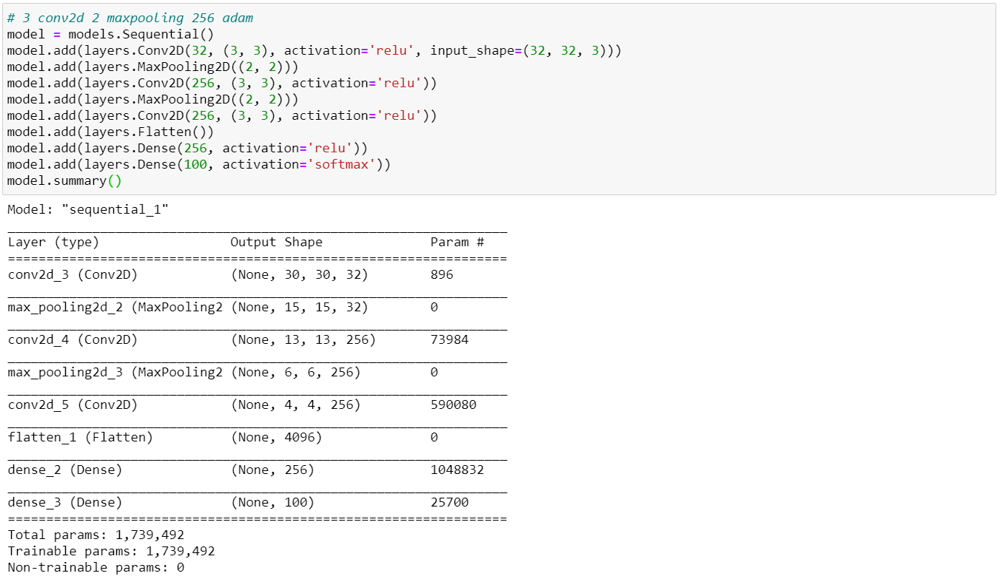 # 3 conv2d 2 maxpooling 256 adam
model = models.Sequential()
model.add(layers.Conv2D(32, (3, 3), activation='relu', input_shape=(32, 32, 3)))
model.add(layers.MaxPooling2D((2, 2)))
model.add(layers.Conv2D(256, (3, 3), activation='relu'))
model.add(layers.MaxPooling2D((2, 2)))
model.add(layers.Conv2D(256, (3, 3), activation='relu'))
model.add(layers.Flatten())
model.add(layers.Dense(256, activation='relu'))
model.add(layers.Dense(100, activation='softmax'))
model.summary()
Model: "sequential_1"
_________________________________________________________________
Layer (type)                 Output Shape              Param #
=================================================================
conv2d_3 (Conv2D)            (None, 30, 30, 32)        896
_________________________________________________________________
max_pooling2d_2 (MaxPooling2 (None, 15, 15, 32)        0
_________________________________________________________________
conv2d_4 (Conv2D)            (None, 13, 13, 256)       73984
_________________________________________________________________
max_pooling2d_3 (MaxPooling2 (None, 6, 6, 256)         0
_________________________________________________________________
conv2d_5 (Conv2D)            (None, 4, 4, 256)         590080
_________________________________________________________________
flatten_1 (Flatten)          (None, 4096)              0
_________________________________________________________________
dense_2 (Dense)              (None, 256)               1048832
_________________________________________________________________
dense_3 (Dense)              (None, 100)               25700
=================================================================
Total params: 1,739,492
Trainable params: 1,739,492
Non-trainable params: 0